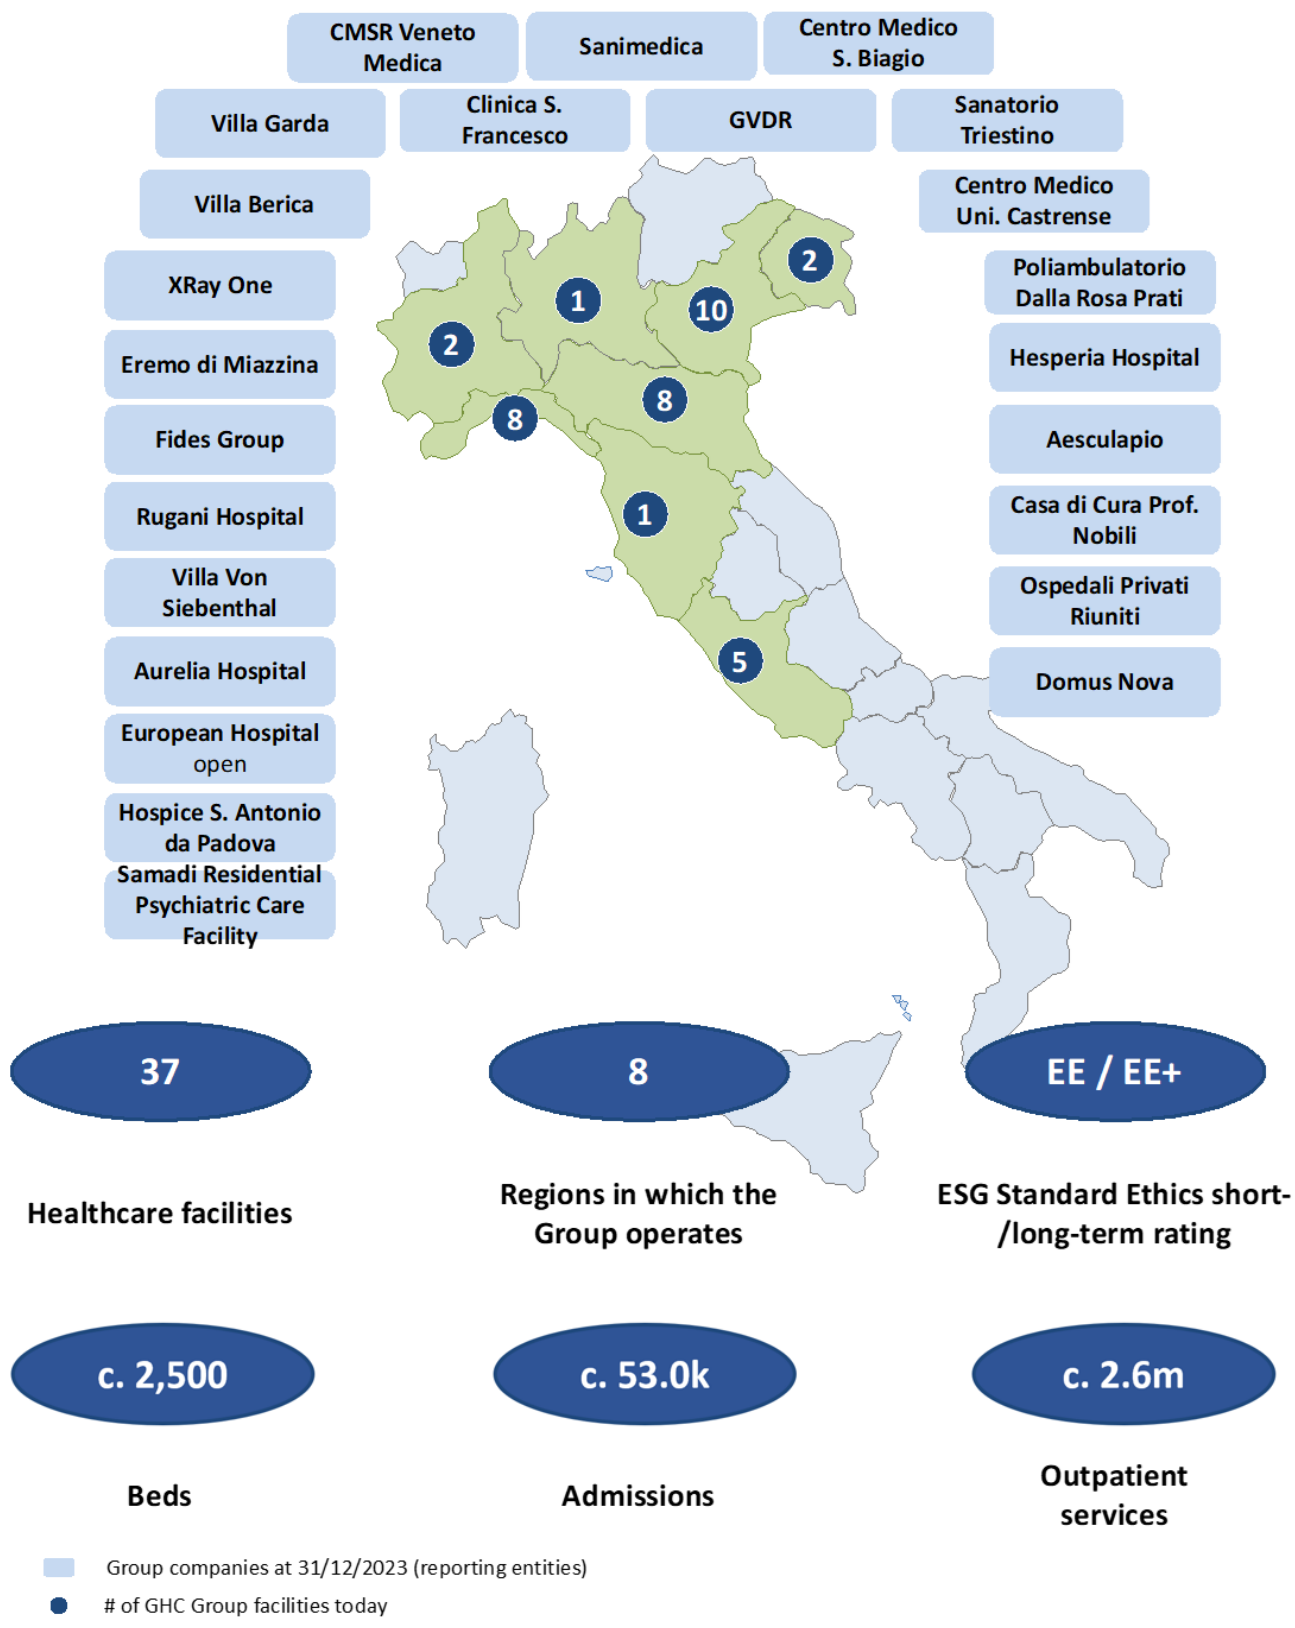 CMSR Veneto
Medica
Sanimedica
Centro Medico
S. Biagio
Villa Garda
Clinica S.
Francesco
GVDR
Sanatorio
Triestino
Villa Berica
Centro Medico
Uni. Castrense
XRay One
Poliambulatorio
Dalla Rosa Prati
Eremo di Miazzina
Hesperia Hospital
Fides Group
Aesculapio
Rugani Hospital
Casa di Cura Prof.
Nobili
Villa Von
Siebenthal
Ospedali Privati
Riuniti
Aurelia Hospital
Domus Nova
European Hospital
open
Hospice S. Antonio
da Padova
Samadi Residential
Psychiatric Care
Facility
2
1
10
2
8
8
1
5
37
Healthcare facilities
8
Regions in which the
Group operates
EE / EE+
ESG Standard Ethics short-
/long-term rating
c. 2,500
Beds
c. 53.0k
Admissions
c. 2.6m
Outpatient
services
Group companies at 31/12/2023 (reporting entities)
# of GHC Group facilities today